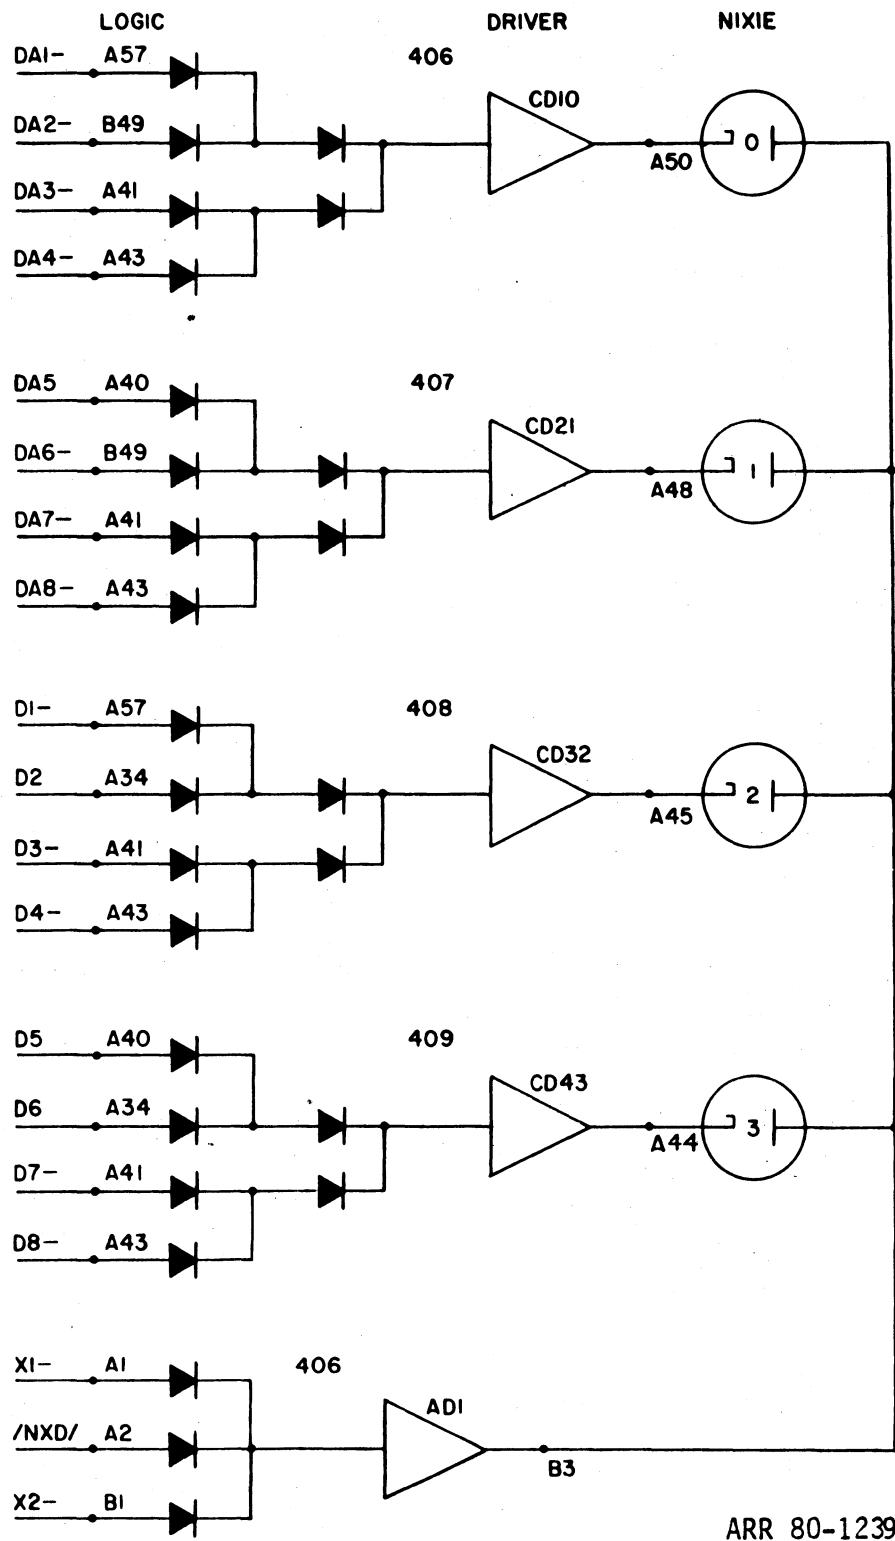 LOGIC DRIVER NIXIE
DA1- A57 406
CD10
DA2- B49
0
A50
DA3- A41
DA4- A43
DA5 A40 407
CD21
DA6- B49
1
A48
DA7- A41
DA8- A43
D1- A57 408
CD32
D2 A34
2
A45
D3- A41
D4- A43
D5 A40 409
CD43
D6 A34
3
A44
D7- A41
D8- A43
X1- A1 406
AD1
/NXD/ A2
B3
X2- B1
ARR 80-1239